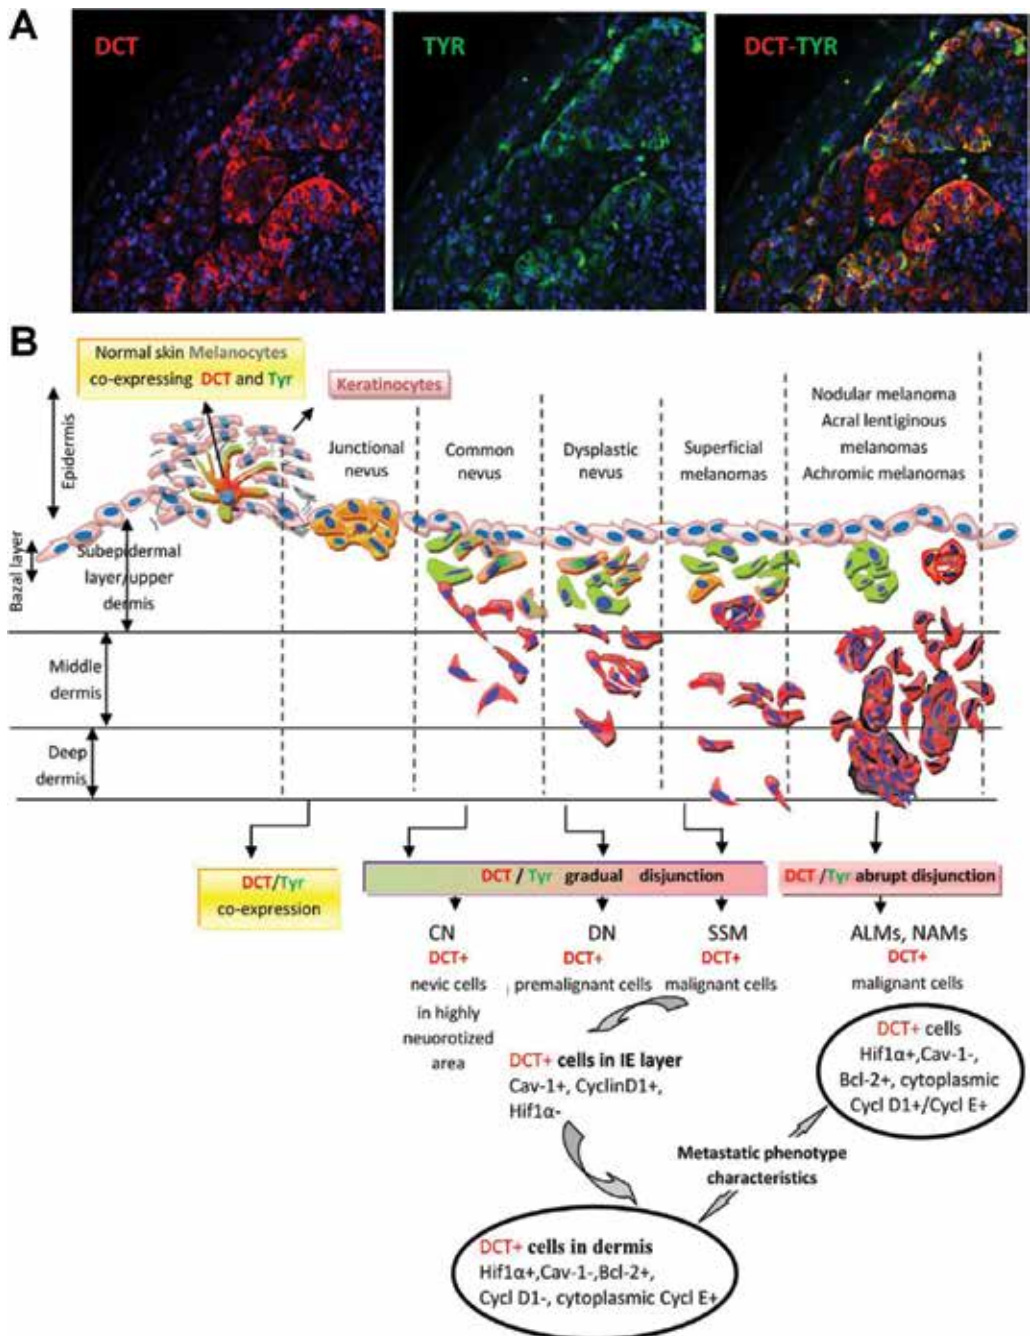 A
DCT
TYR
DCT-TYR
B
Normal skin Melanocytes
co-expressing DCT and Tyr
Keratinocytes
Epidermis
Bazal layer
Subepidermal
layer/upper
dermis
Middle
dermis
Deep
dermis
Junctional
nevus
Common
nevus
Dysplastic
nevus
Superficial
melanomas
Nodular melanoma
Acral lentiginous
melanomas
Achromic melanomas
DCT/Tyr
co-expression
DCT / Tyr gradual disjunction
DCT /Tyr abrupt disjunction
CN
DCT+
nevic cells
in highly
neuorotized
area
DN
DCT+
premalignant cells
SSM
DCT+
malignant cells
ALMs, NAMs
DCT+
malignant cells
DCT+ cells in IE layer
Cav-1+, CyclinD1+,
Hif1α-
DCT+ cells
Hif1α+,Cav-1-,
Bcl-2+, cytoplasmic
Cycl D1+/Cycl E+
Metastatic phenotype
characteristics
DCT+ cells in dermis
Hif1α+,Cav-1-,Bcl-2+,
Cycl D1-, cytoplasmic Cycl E+